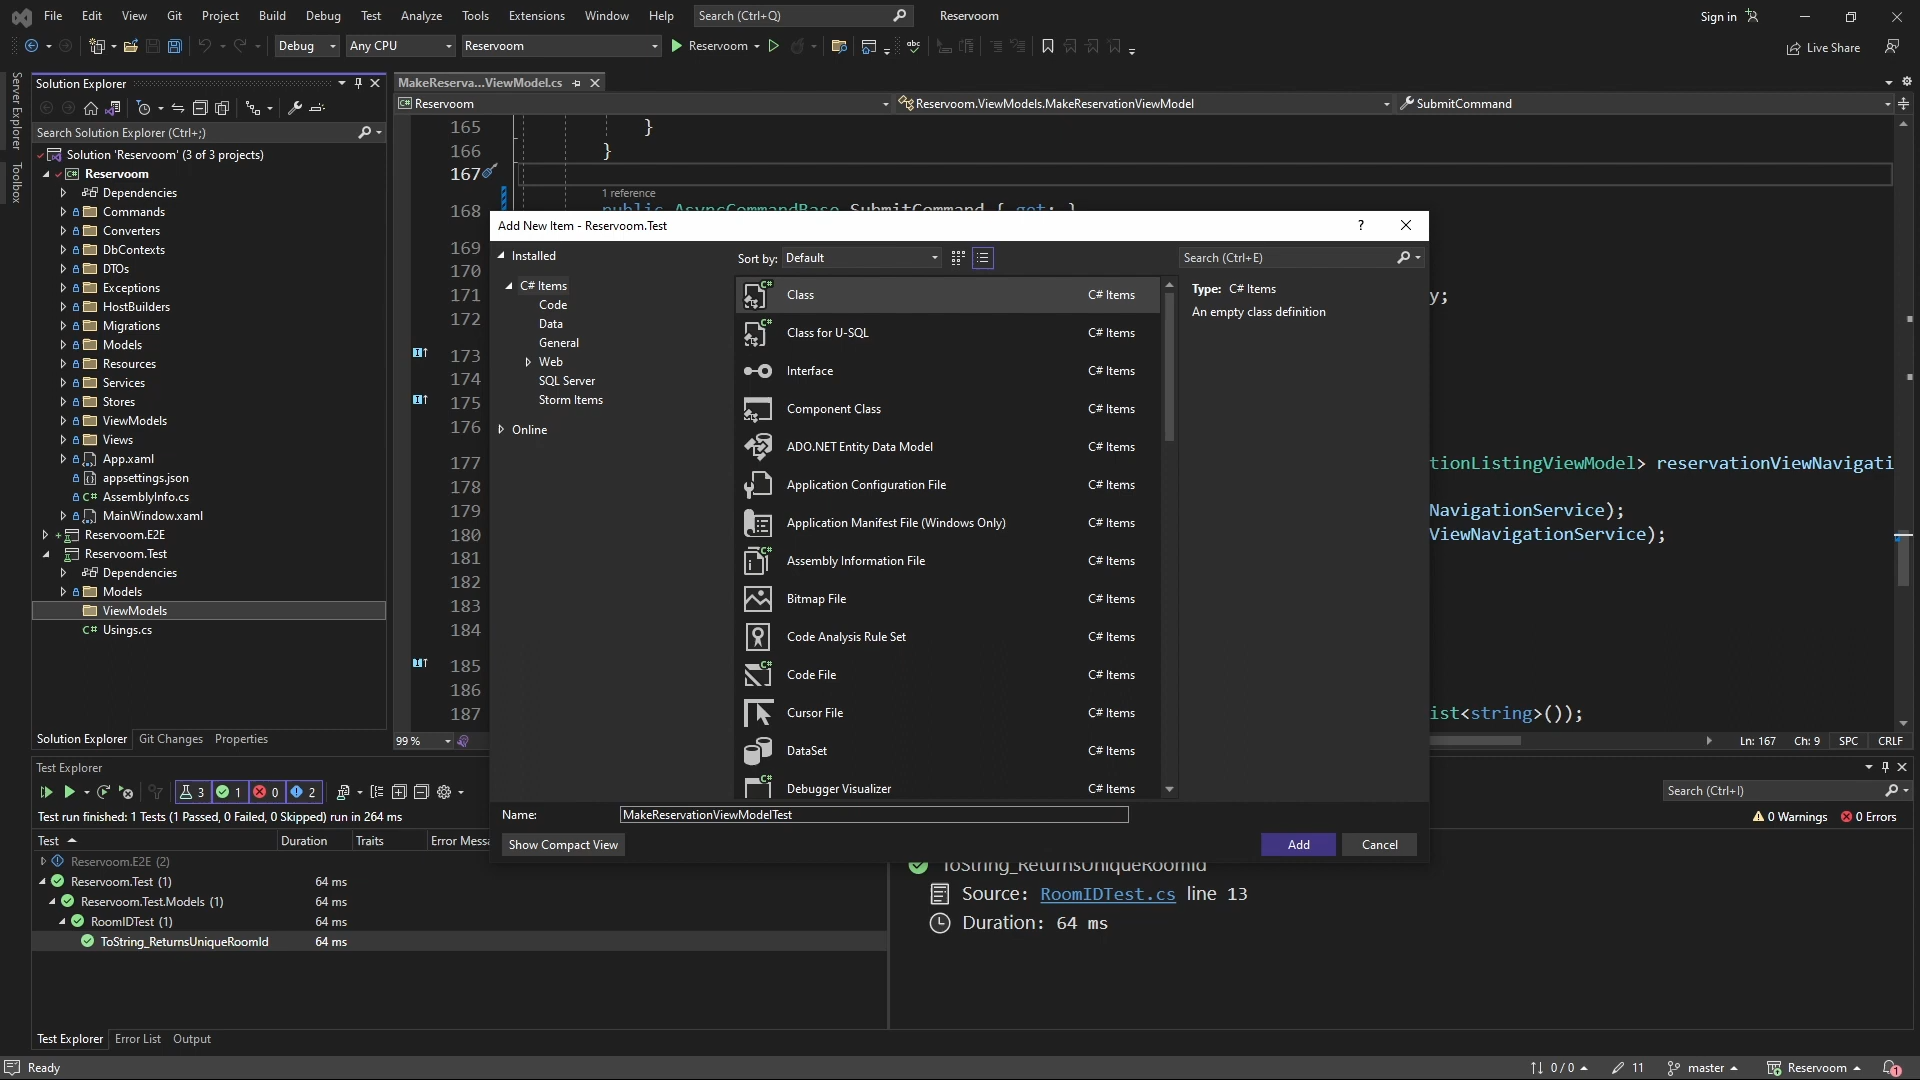 File Edit View Git Project Build Debug Test Analyze Tools Extensions Window Help Search (Ctrl+Q) Reservoom Sign in
Debug Any CPU Reservoom Reservoom Live Share
Server Explorer
Toolbox
Solution Explorer
Search Solution Explorer (Ctrl+;)
Solution 'Reservoom' (3 of 3 projects)
Reservoom
Dependencies
Commands
Converters
DbContexts
DTOs
Exceptions
HostBuilders
Migrations
Models
Resources
Services
Stores
ViewModels
Views
App.xaml
appsettings.json
AssemblyInfo.cs
MainWindow.xaml
Reservoom.E2E
Reservoom.Test
Dependencies
Models
ViewModels
Usings.cs
Solution Explorer Git Changes Properties
MakeReserva...ViewModel.cs
Reservoom Reservoom.ViewModels.MakeReservationViewModel SubmitCommand
165 }
166 }
167
1 reference
168 public AsyncCommandBase SubmitCommand { get; }
169
170
171 y;
172
173
174
175
176
177 tionListingViewModel> reservationViewNavigati
178
179 NavigationService);
180 ViewNavigationService);
181
182
183
184
185
186
187 ist<string>());
99 % Ln: 167 Ch: 9 SPC CRLF
Add New Item - Reservoom.Test ?
Installed
C# Items
Code
Data
General
Web
SQL Server
Storm Items
Online
Sort by: Default
Search (Ctrl+E)
Class C# Items
Class for U-SQL C# Items
Interface C# Items
Component Class C# Items
ADO.NET Entity Data Model C# Items
Application Configuration File C# Items
Application Manifest File (Windows Only) C# Items
Assembly Information File C# Items
Bitmap File C# Items
Code Analysis Rule Set C# Items
Code File C# Items
Cursor File C# Items
DataSet C# Items
Debugger Visualizer C# Items
Type: C# Items
An empty class definition
Name: MakeReservationViewModelTest
Show Compact View Add Cancel
Test Explorer
3 1 0 2
Search (Ctrl+I)
Test run finished: 1 Tests (1 Passed, 0 Failed, 0 Skipped) run in 264 ms
0 Warnings 0 Errors
Test Duration Traits Error Messa
Reservoom.E2E (2)
Reservoom.Test (1) 64 ms
Reservoom.Test.Models (1) 64 ms
RoomIDTest (1) 64 ms
ToString_ReturnsUniqueRoomId 64 ms
ToString_ReturnsUniqueRoomId
Source: RoomIDTest.cs line 13
Duration: 64 ms
Test Explorer Error List Output
Ready 0 / 0 11 master Reservoom 1